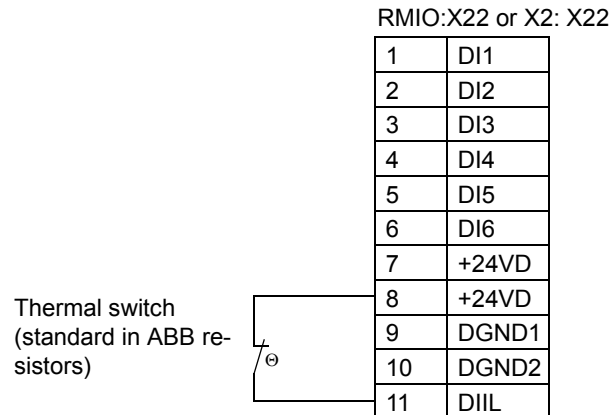 RMIO:X22 or X2: X22
1 DI1
2 DI2
3 DI3
4 DI4
5 DI5
6 DI6
7 +24VD
8 +24VD
9 DGND1
10 DGND2
11 DIIL
Thermal switch
(standard in ABB re-
sistors)
Θ